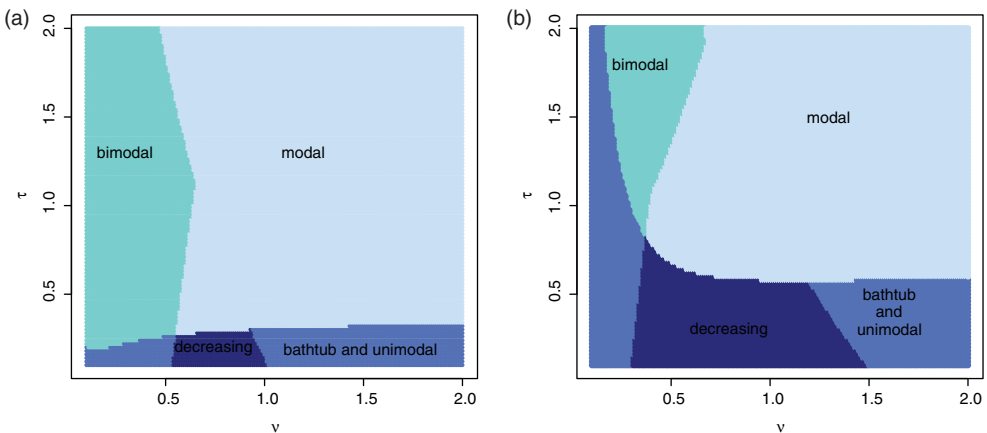 (a)
2.0
1.5
1.0
0.5
τ
bimodal
modal
decreasing
bathtub and unimodal
0.5
1.0
1.5
2.0
ν
(b)
2.0
1.5
1.0
0.5
τ
bimodal
modal
decreasing
bathtub
and
unimodal
0.5
1.0
1.5
2.0
ν